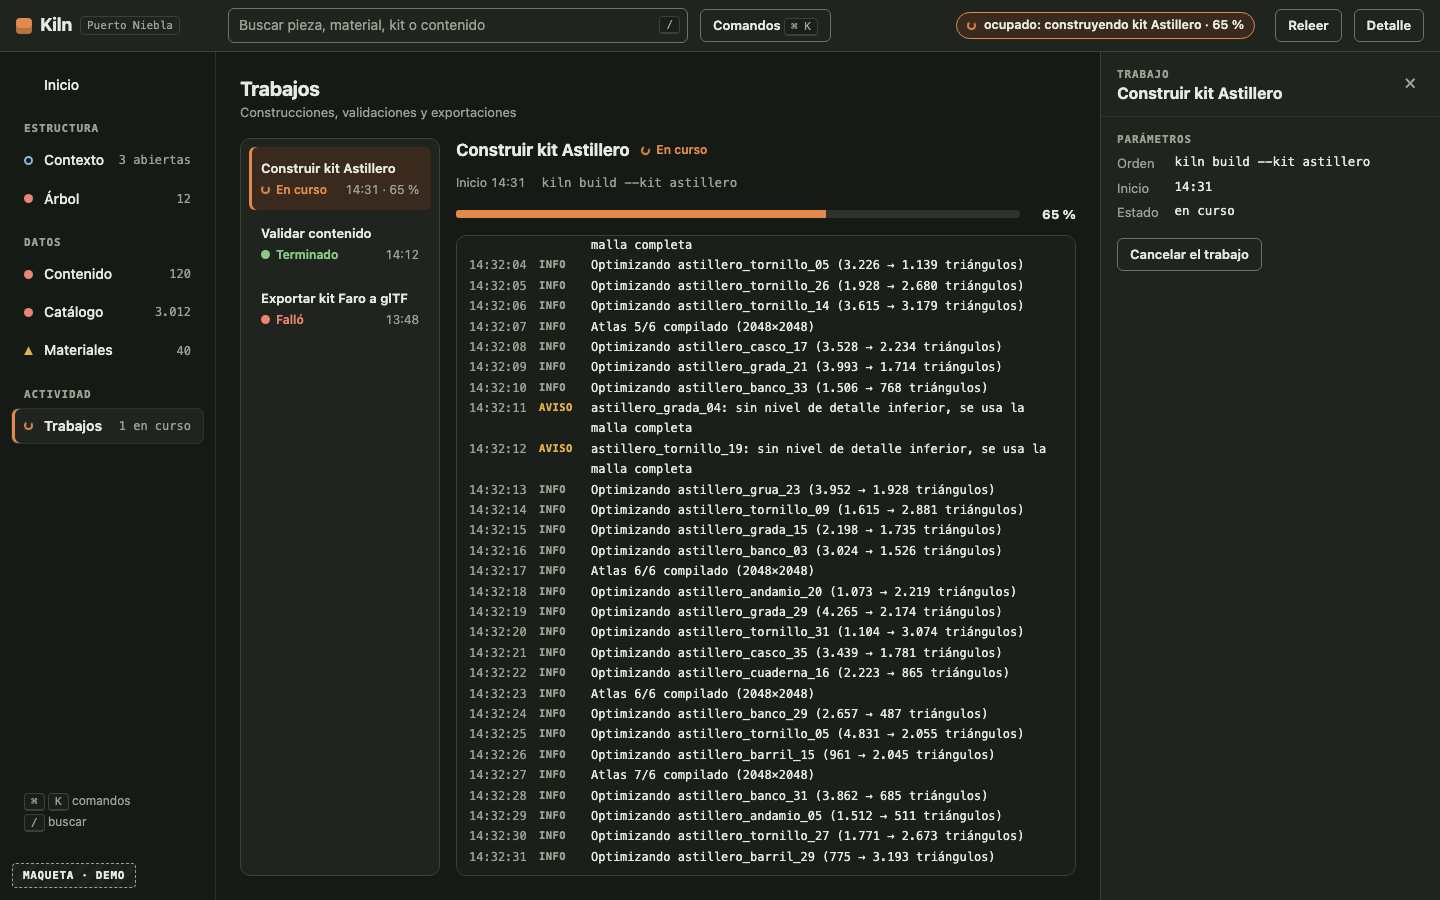 Kiln Puerto Niebla
Buscar pieza, material, kit o contenido /
Comandos ⌘ K
ocupado: construyendo kit Astillero · 65 %
Releer
Detalle
Inicio
ESTRUCTURA
Contexto 3 abiertas
Árbol 12
DATOS
Contenido 120
Catálogo 3.012
Materiales 40
ACTIVIDAD
Trabajos 1 en curso
⌘ K comandos
/ buscar
MAQUETA · DEMO
Trabajos
Construcciones, validaciones y exportaciones
Construir kit Astillero
En curso 14:31 · 65 %
Validar contenido
Terminado 14:12
Exportar kit Faro a glTF
Falló 13:48
Construir kit Astillero En curso
Inicio 14:31 kiln build --kit astillero
65 %
malla completa
14:32:04 INFO Optimizando astillero_tornillo_05 (3.226 → 1.139 triángulos)
14:32:05 INFO Optimizando astillero_tornillo_26 (1.928 → 2.680 triángulos)
14:32:06 INFO Optimizando astillero_tornillo_14 (3.615 → 3.179 triángulos)
14:32:07 INFO Atlas 5/6 compilado (2048×2048)
14:32:08 INFO Optimizando astillero_casco_17 (3.528 → 2.234 triángulos)
14:32:09 INFO Optimizando astillero_grada_21 (3.993 → 1.714 triángulos)
14:32:10 INFO Optimizando astillero_banco_33 (1.506 → 768 triángulos)
14:32:11 AVISO astillero_grada_04: sin nivel de detalle inferior, se usa la
malla completa
14:32:12 AVISO astillero_tornillo_19: sin nivel de detalle inferior, se usa la
malla completa
14:32:13 INFO Optimizando astillero_grua_23 (3.952 → 1.928 triángulos)
14:32:14 INFO Optimizando astillero_tornillo_09 (1.615 → 2.881 triángulos)
14:32:15 INFO Optimizando astillero_grada_15 (2.198 → 1.735 triángulos)
14:32:16 INFO Optimizando astillero_banco_03 (3.024 → 1.526 triángulos)
14:32:17 INFO Atlas 6/6 compilado (2048×2048)
14:32:18 INFO Optimizando astillero_andamio_20 (1.073 → 2.219 triángulos)
14:32:19 INFO Optimizando astillero_grada_29 (4.265 → 2.174 triángulos)
14:32:20 INFO Optimizando astillero_tornillo_31 (1.104 → 3.074 triángulos)
14:32:21 INFO Optimizando astillero_casco_35 (3.439 → 1.781 triángulos)
14:32:22 INFO Optimizando astillero_cuaderna_16 (2.223 → 865 triángulos)
14:32:23 INFO Atlas 6/6 compilado (2048×2048)
14:32:24 INFO Optimizando astillero_banco_29 (2.657 → 487 triángulos)
14:32:25 INFO Optimizando astillero_tornillo_05 (4.831 → 2.055 triángulos)
14:32:26 INFO Optimizando astillero_barril_15 (961 → 2.045 triángulos)
14:32:27 INFO Atlas 7/6 compilado (2048×2048)
14:32:28 INFO Optimizando astillero_banco_31 (3.862 → 685 triángulos)
14:32:29 INFO Optimizando astillero_andamio_05 (1.512 → 511 triángulos)
14:32:30 INFO Optimizando astillero_tornillo_27 (1.771 → 2.673 triángulos)
14:32:31 INFO Optimizando astillero_barril_29 (775 → 3.193 triángulos)
TRABAJO
Construir kit Astillero ×
PARÁMETROS
Orden kiln build --kit astillero
Inicio 14:31
Estado en curso
Cancelar el trabajo